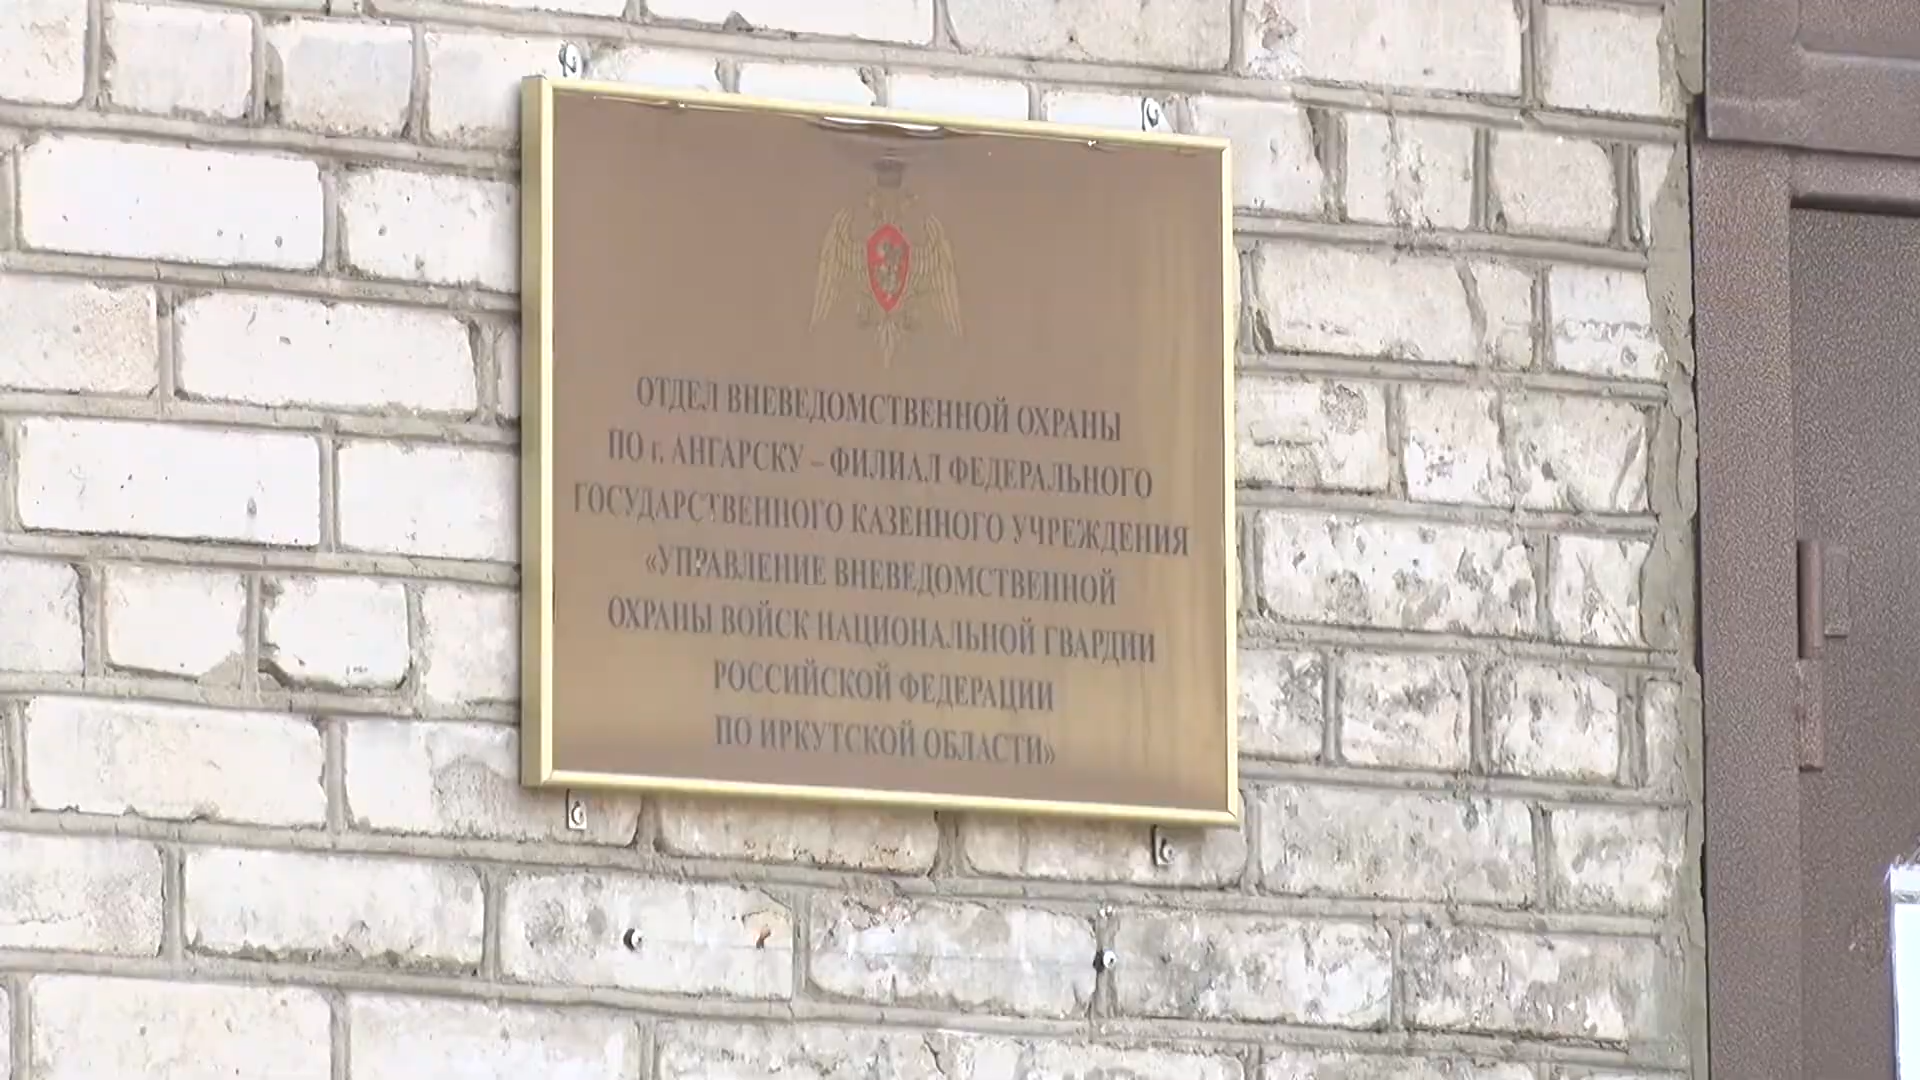 ОТДЕЛ ВНЕВЕДОМСТВЕННОЙ ОХРАНЫ
ПО г. АНГАРСКУ – ФИЛИАЛ ФЕДЕРАЛЬНОГО
ГОСУДАРСТВЕННОГО КАЗЕННОГО УЧРЕЖДЕНИЯ
«УПРАВЛЕНИЕ ВНЕВЕДОМСТВЕННОЙ
ОХРАНЫ ВОЙСК НАЦИОНАЛЬНОЙ ГВАРДИИ
РОССИЙСКОЙ ФЕДЕРАЦИИ
ПО ИРКУТСКОЙ ОБЛАСТИ»